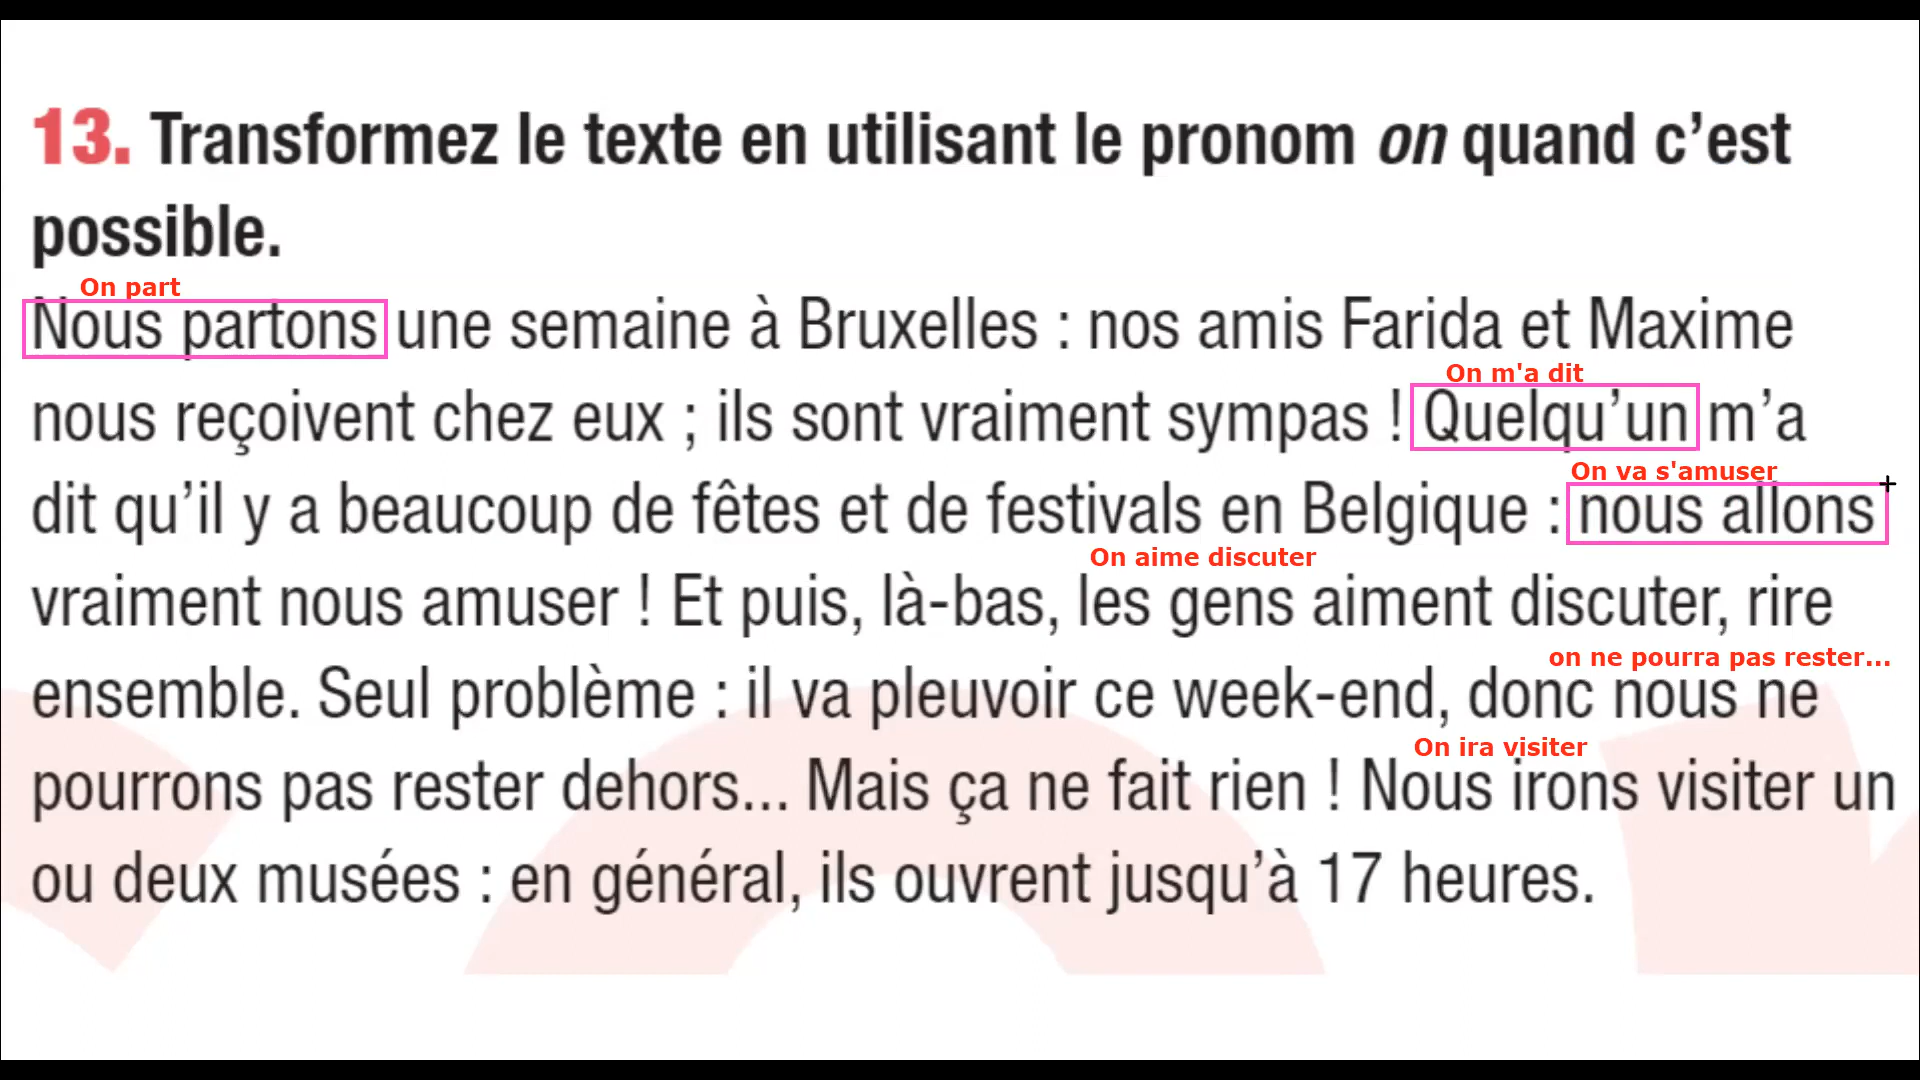 13. Transformez le texte en utilisant le pronom on quand c’est
possible.
On part
Nous partons une semaine à Bruxelles : nos amis Farida et Maxime
On m'a dit
nous reçoivent chez eux ; ils sont vraiment sympas ! Quelqu’un m’a
On va s'amuser
dit qu’il y a beaucoup de fêtes et de festivals en Belgique : nous allons
On aime discuter
vraiment nous amuser ! Et puis, là-bas, les gens aiment discuter, rire
on ne pourra pas rester...
ensemble. Seul problème : il va pleuvoir ce week-end, donc nous ne
On ira visiter
pourrons pas rester dehors... Mais ça ne fait rien ! Nous irons visiter un
ou deux musées : en général, ils ouvrent jusqu’à 17 heures.